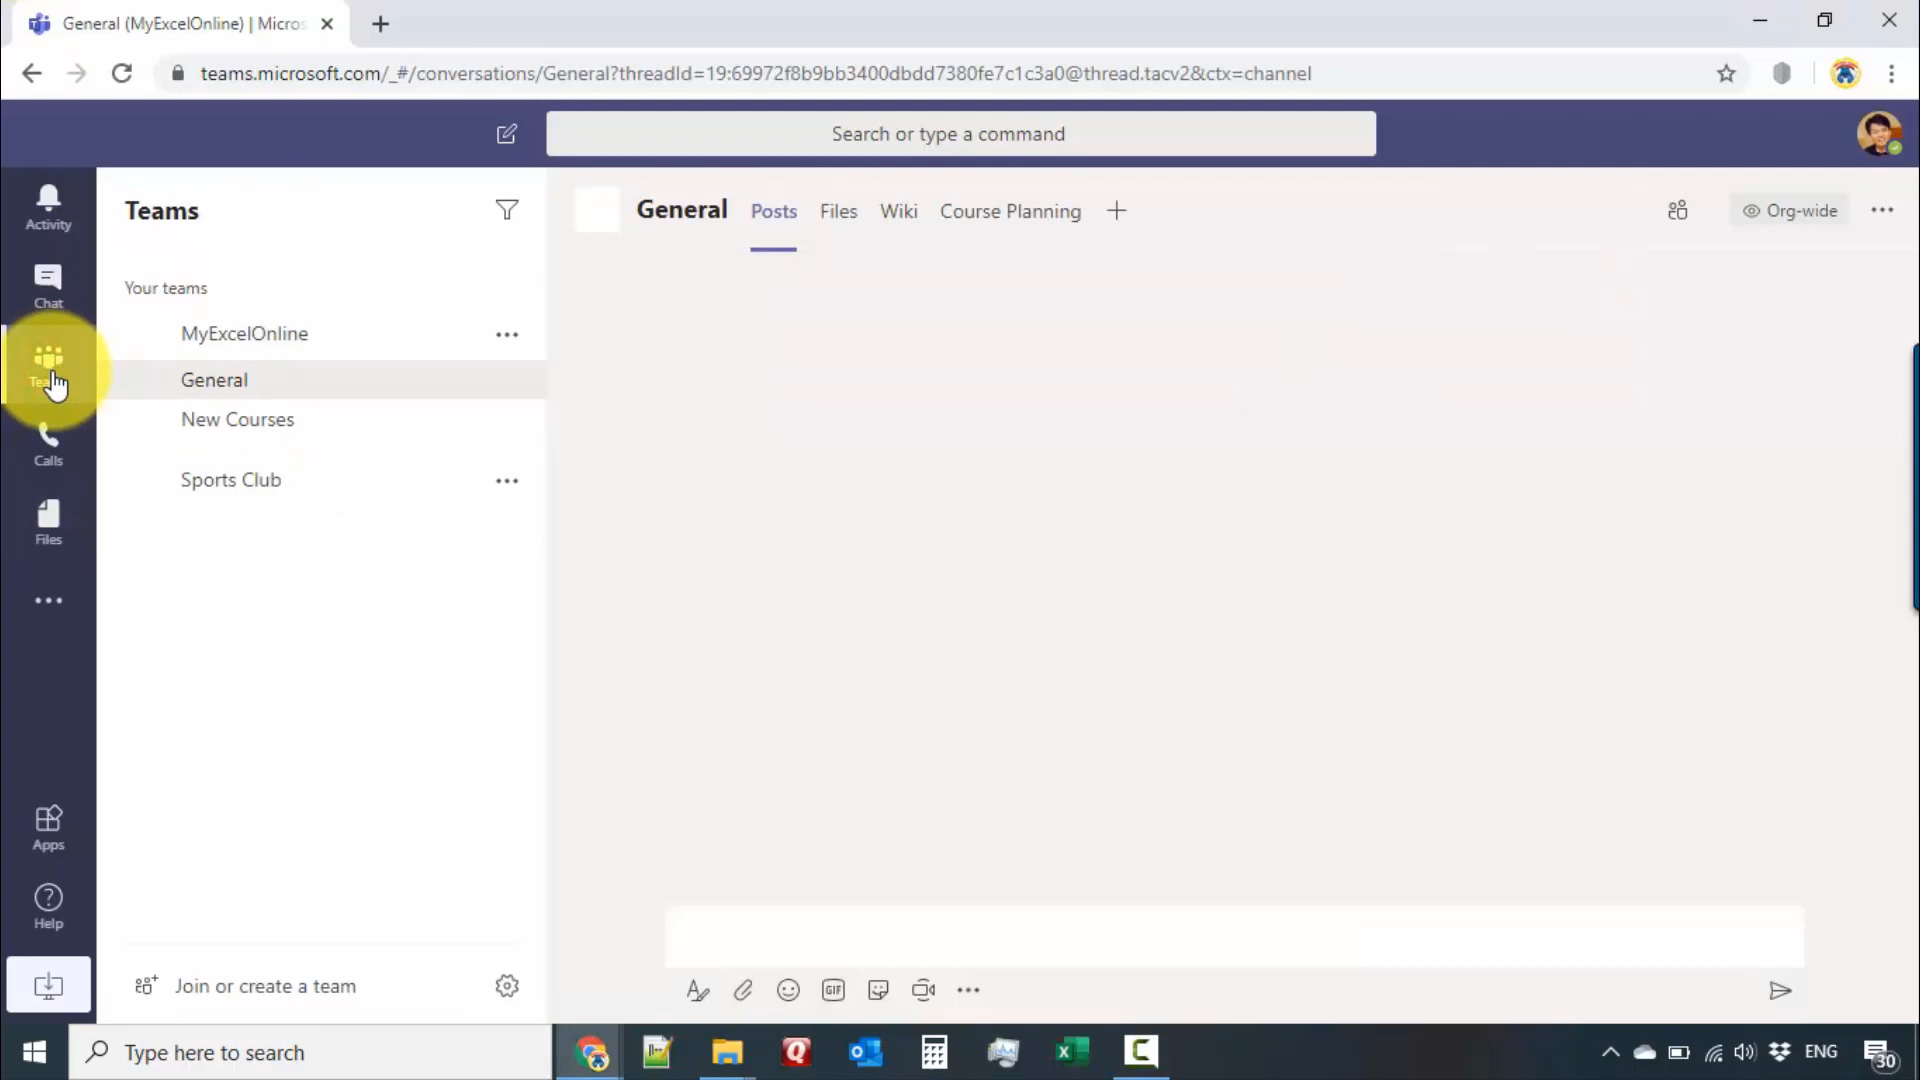 General (MyExcelOnline) | Micros
teams.microsoft.com/_#/conversations/General?threadId=19:69972f8b9bb3400dbdd7380fe7c1c3a0@thread.tacv2&ctx=channel
Search or type a command
Activity
Chat
Calls
Files
Apps
Help
Teams
Your teams
MyExcelOnline
General
New Courses
Sports Club
Join or create a team
General Posts Files Wiki Course Planning
Org-wide
GIF
Type here to search
ENG
30